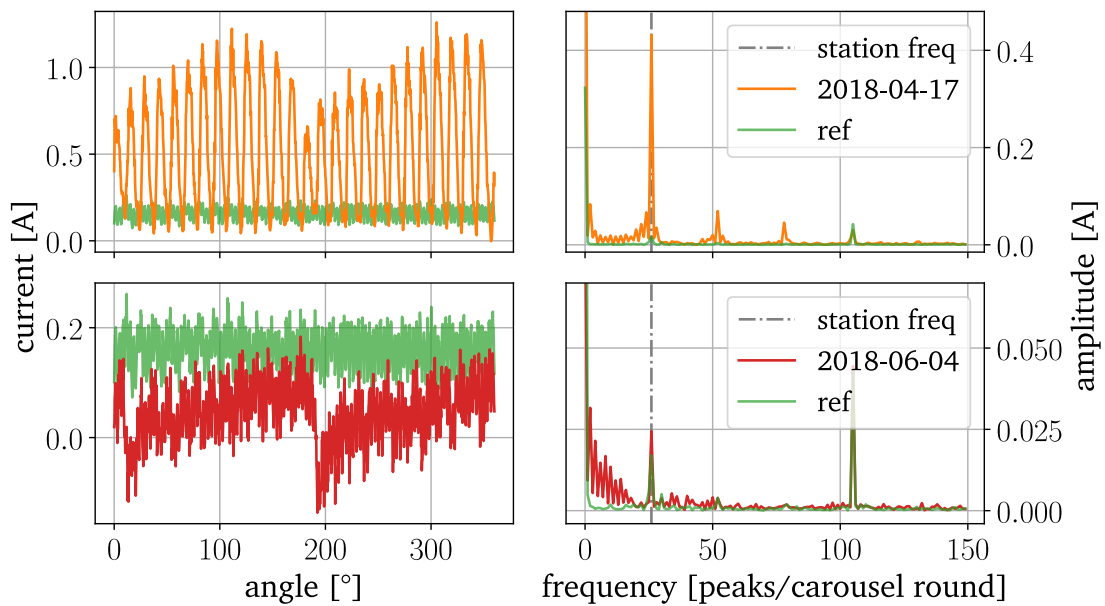 1.0
0.5
0.0
current [A]
0.2
0.0
0
100
200
300
angle [°]
station freq
2018-04-17
ref
0.4
0.2
0.0
amplitude [A]
station freq
2018-06-04
ref
0.050
0.025
0.000
0
50
100
150
frequency [peaks/carousel round]